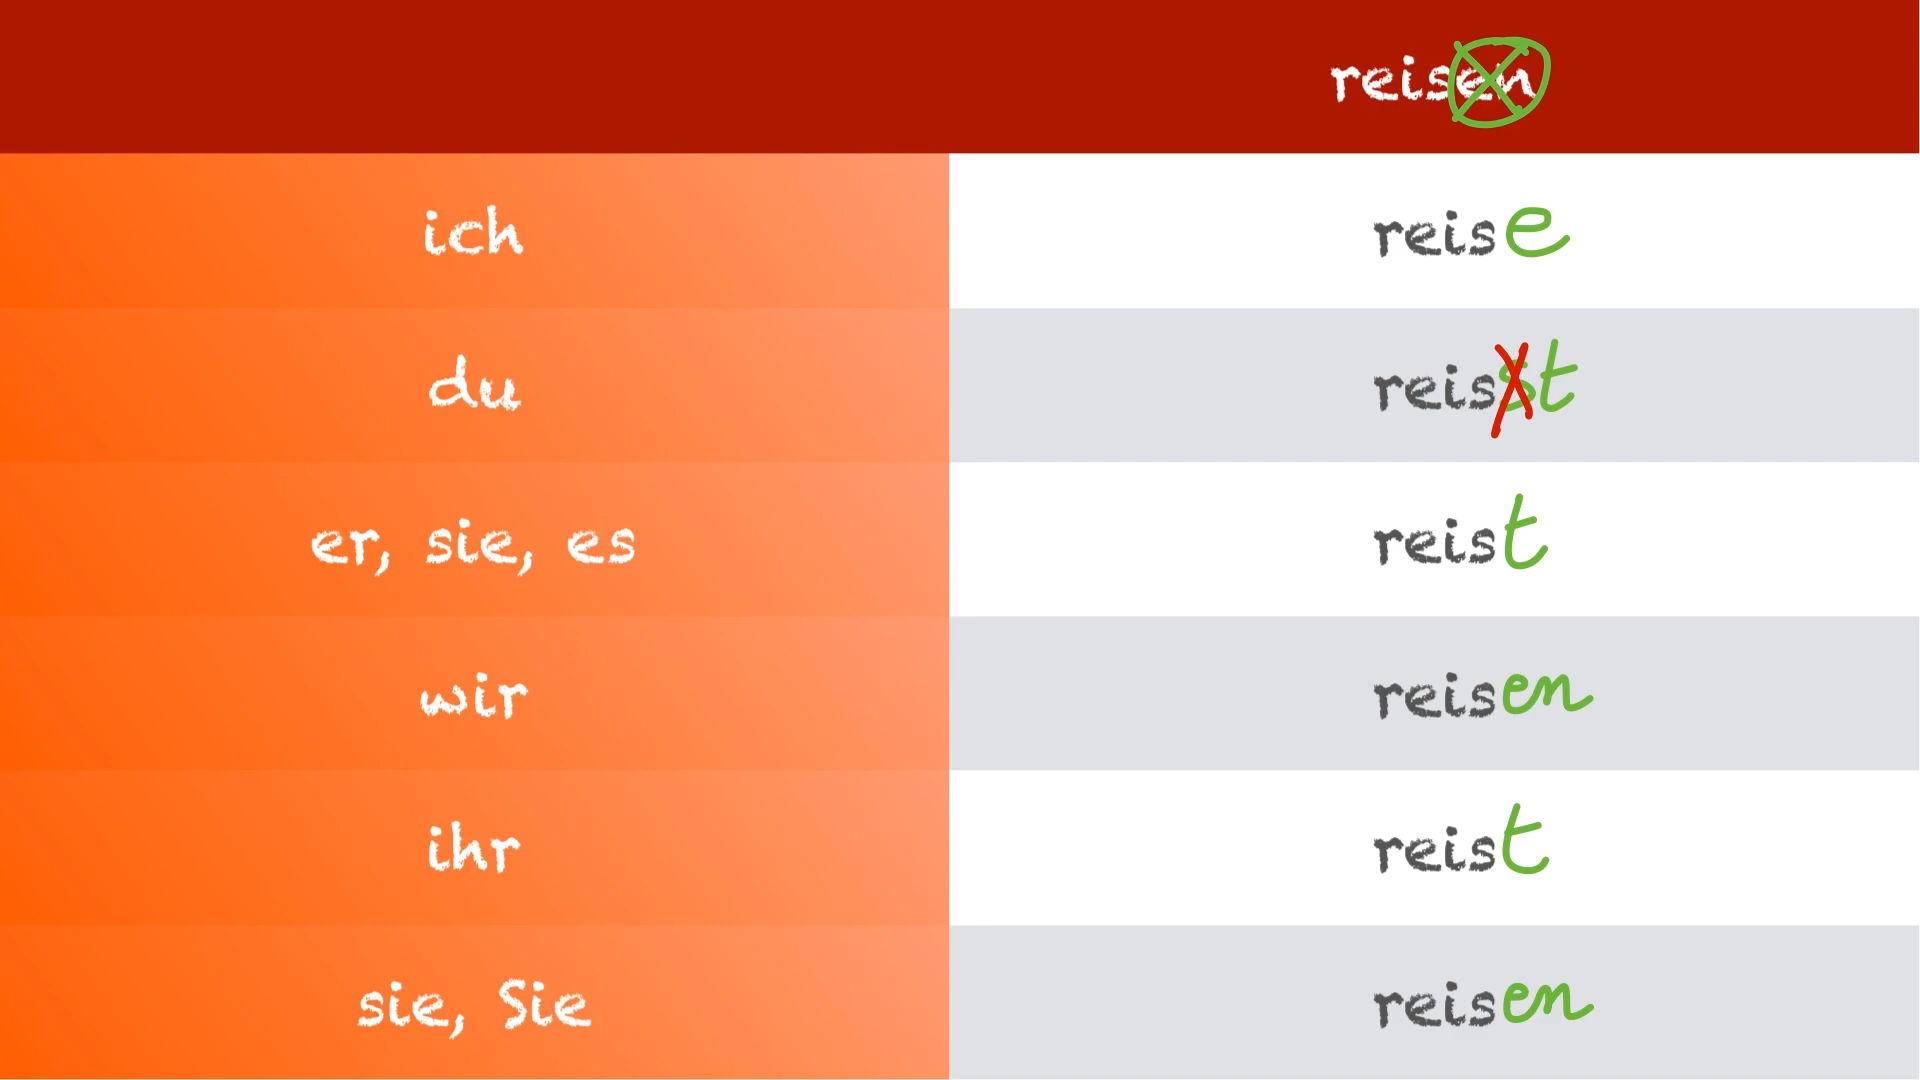 reisen
ich reise
du reisst
er, sie, es reist
wir reisen
ihr reist
sie, Sie reisen